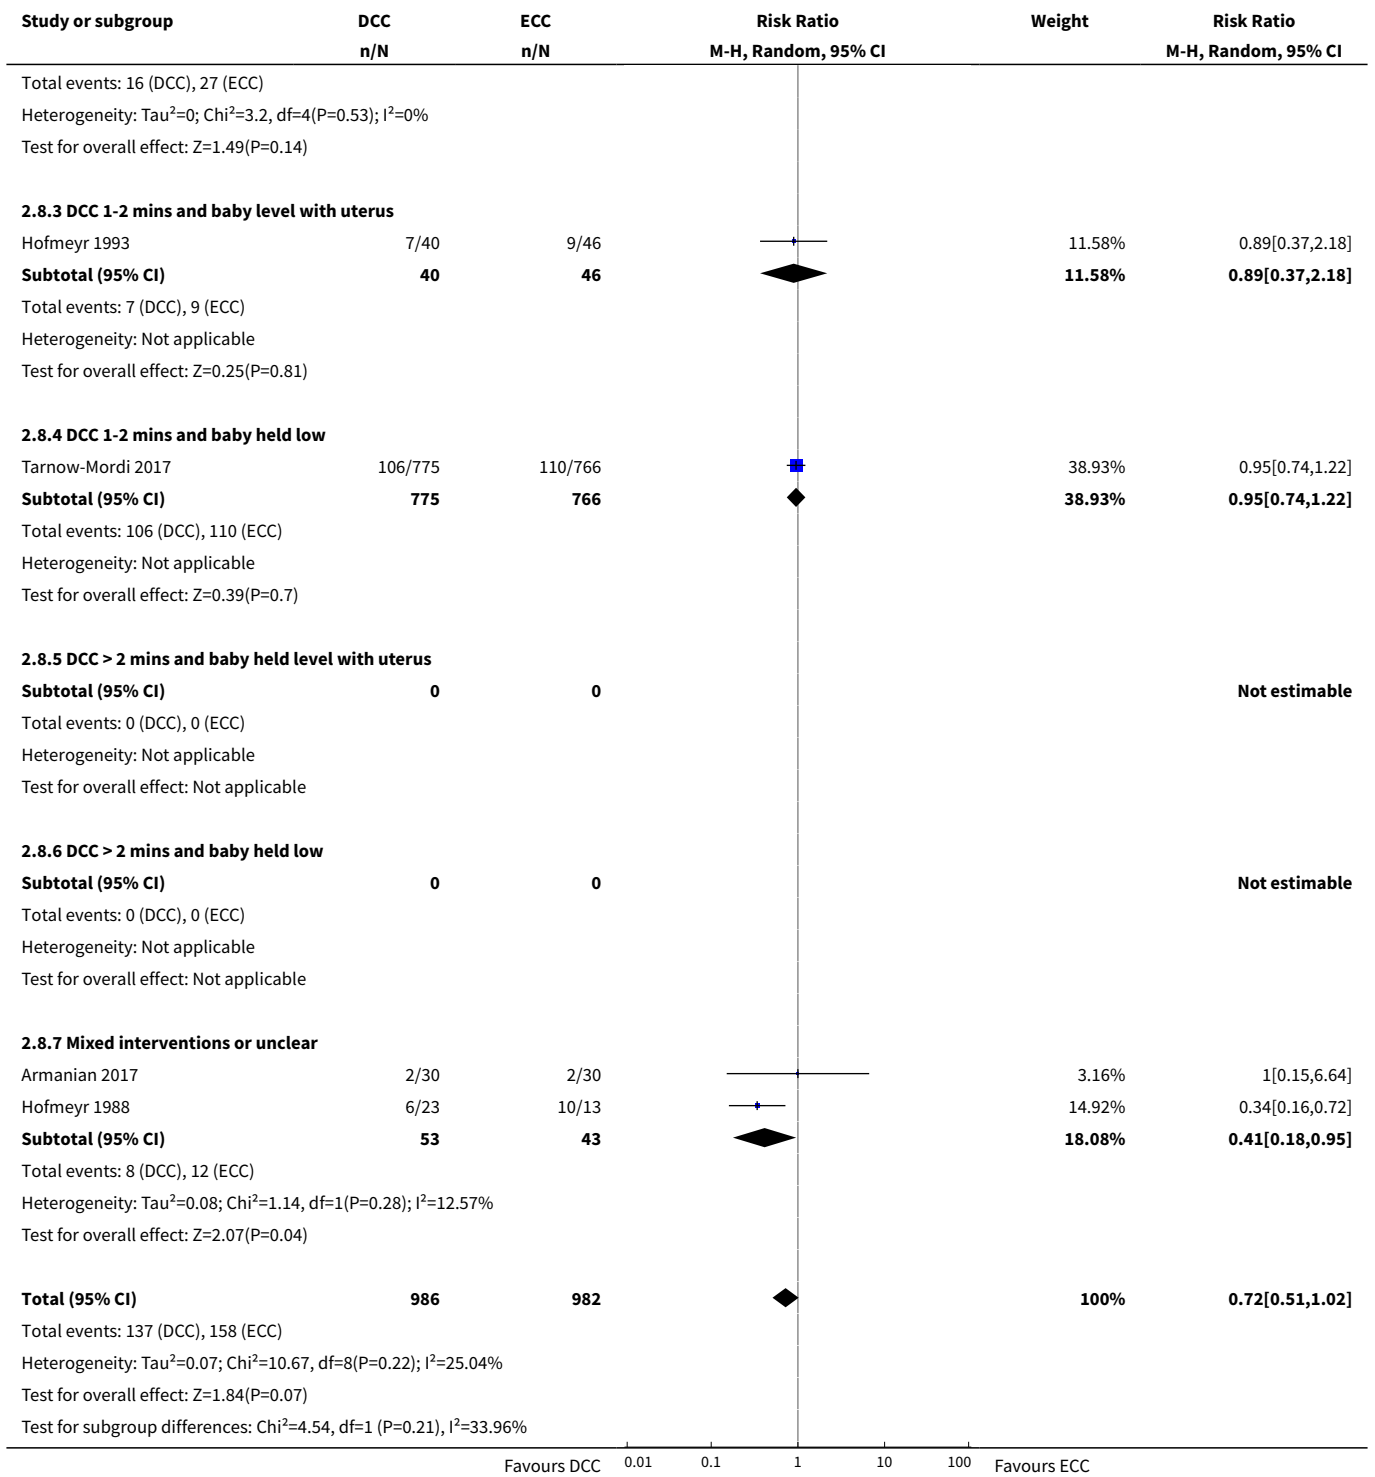 Study or subgroup DCC ECC Risk Ratio Weight Risk Ratio
n/N n/N M-H, Random, 95% CI M-H, Random, 95% CI
Total events: 16 (DCC), 27 (ECC)
Heterogeneity: Tau²=0; Chi²=3.2, df=4(P=0.53); I²=0%
Test for overall effect: Z=1.49(P=0.14)
2.8.3 DCC 1-2 mins and baby level with uterus
Hofmeyr 1993 7/40 9/46 11.58% 0.89[0.37,2.18]
Subtotal (95% CI) 40 46 11.58% 0.89[0.37,2.18]
Total events: 7 (DCC), 9 (ECC)
Heterogeneity: Not applicable
Test for overall effect: Z=0.25(P=0.81)
2.8.4 DCC 1-2 mins and baby held low
Tarnow-Mordi 2017 106/775 110/766 38.93% 0.95[0.74,1.22]
Subtotal (95% CI) 775 766 38.93% 0.95[0.74,1.22]
Total events: 106 (DCC), 110 (ECC)
Heterogeneity: Not applicable
Test for overall effect: Z=0.39(P=0.7)
2.8.5 DCC > 2 mins and baby held level with uterus
Subtotal (95% CI) 0 0 Not estimable
Total events: 0 (DCC), 0 (ECC)
Heterogeneity: Not applicable
Test for overall effect: Not applicable
2.8.6 DCC > 2 mins and baby held low
Subtotal (95% CI) 0 0 Not estimable
Total events: 0 (DCC), 0 (ECC)
Heterogeneity: Not applicable
Test for overall effect: Not applicable
2.8.7 Mixed interventions or unclear
Armanian 2017 2/30 2/30 3.16% 1[0.15,6.64]
Hofmeyr 1988 6/23 10/13 14.92% 0.34[0.16,0.72]
Subtotal (95% CI) 53 43 18.08% 0.41[0.18,0.95]
Total events: 8 (DCC), 12 (ECC)
Heterogeneity: Tau²=0.08; Chi²=1.14, df=1(P=0.28); I²=12.57%
Test for overall effect: Z=2.07(P=0.04)
Total (95% CI) 986 982 100% 0.72[0.51,1.02]
Total events: 137 (DCC), 158 (ECC)
Heterogeneity: Tau²=0.07; Chi²=10.67, df=8(P=0.22); I²=25.04%
Test for overall effect: Z=1.84(P=0.07)
Test for subgroup differences: Chi²=4.54, df=1 (P=0.21), I²=33.96%
Favours DCC 0.01 0.1 1 10 100 Favours ECC